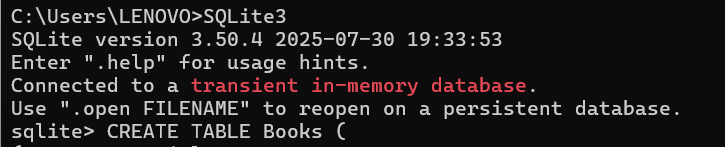 C:\Users\LENOVO>SQLite3
SQLite version 3.50.4 2025-07-30 19:33:53
Enter ".help" for usage hints.
Connected to a transient in-memory database.
Use ".open FILENAME" to reopen on a persistent database.
sqlite> CREATE TABLE Books (